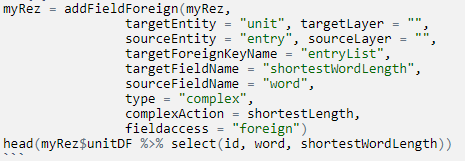 myRez = addFieldForeign(myRez,
targetEntity = "unit", targetLayer = "",
sourceEntity = "entry", sourceLayer = "",
targetForeignKeyName = "entryList",
targetFieldName = "shortestWordLength",
sourceFieldName = "word",
type = "complex",
complexAction = shortestLength,
fieldaccess = "foreign")
head(myRez$unitDF %>% select(id, word, shortestWordLength))
```